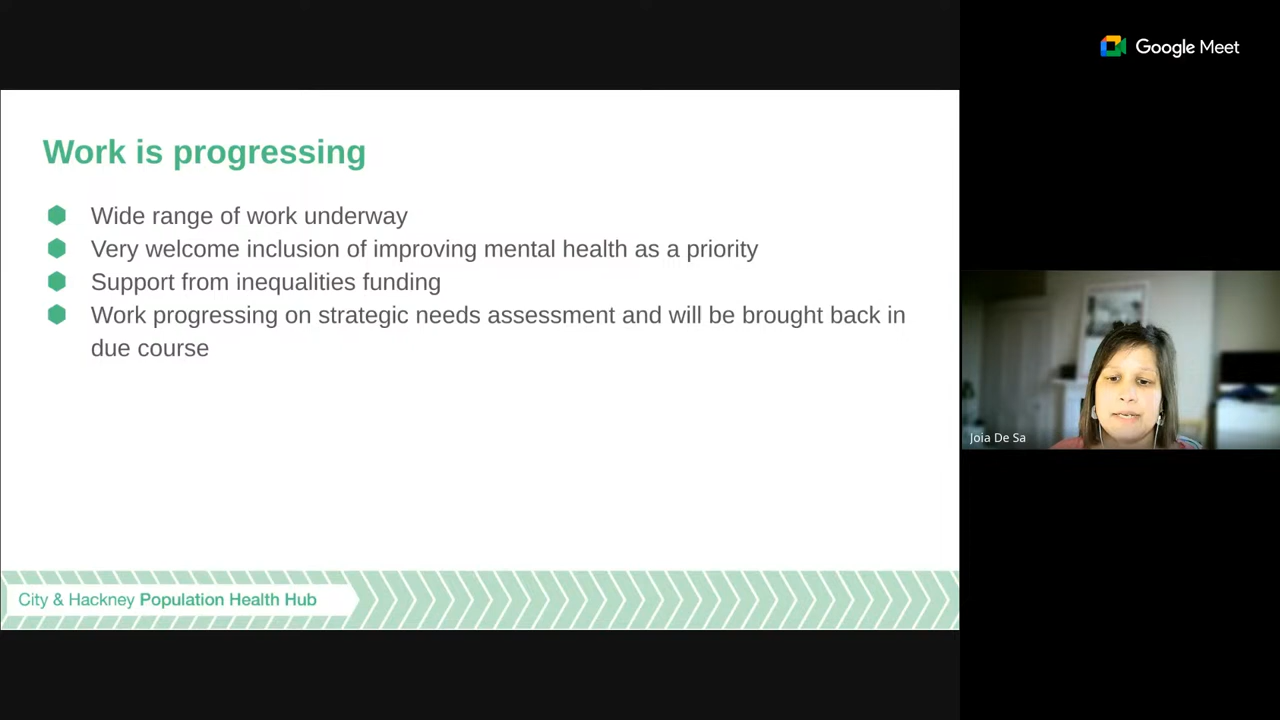 Google Meet
Work is progressing
Wide range of work underway
Very welcome inclusion of improving mental health as a priority
Support from inequalities funding
Work progressing on strategic needs assessment and will be brought back in
due course
Joia De Sa
City & Hackney Population Health Hub